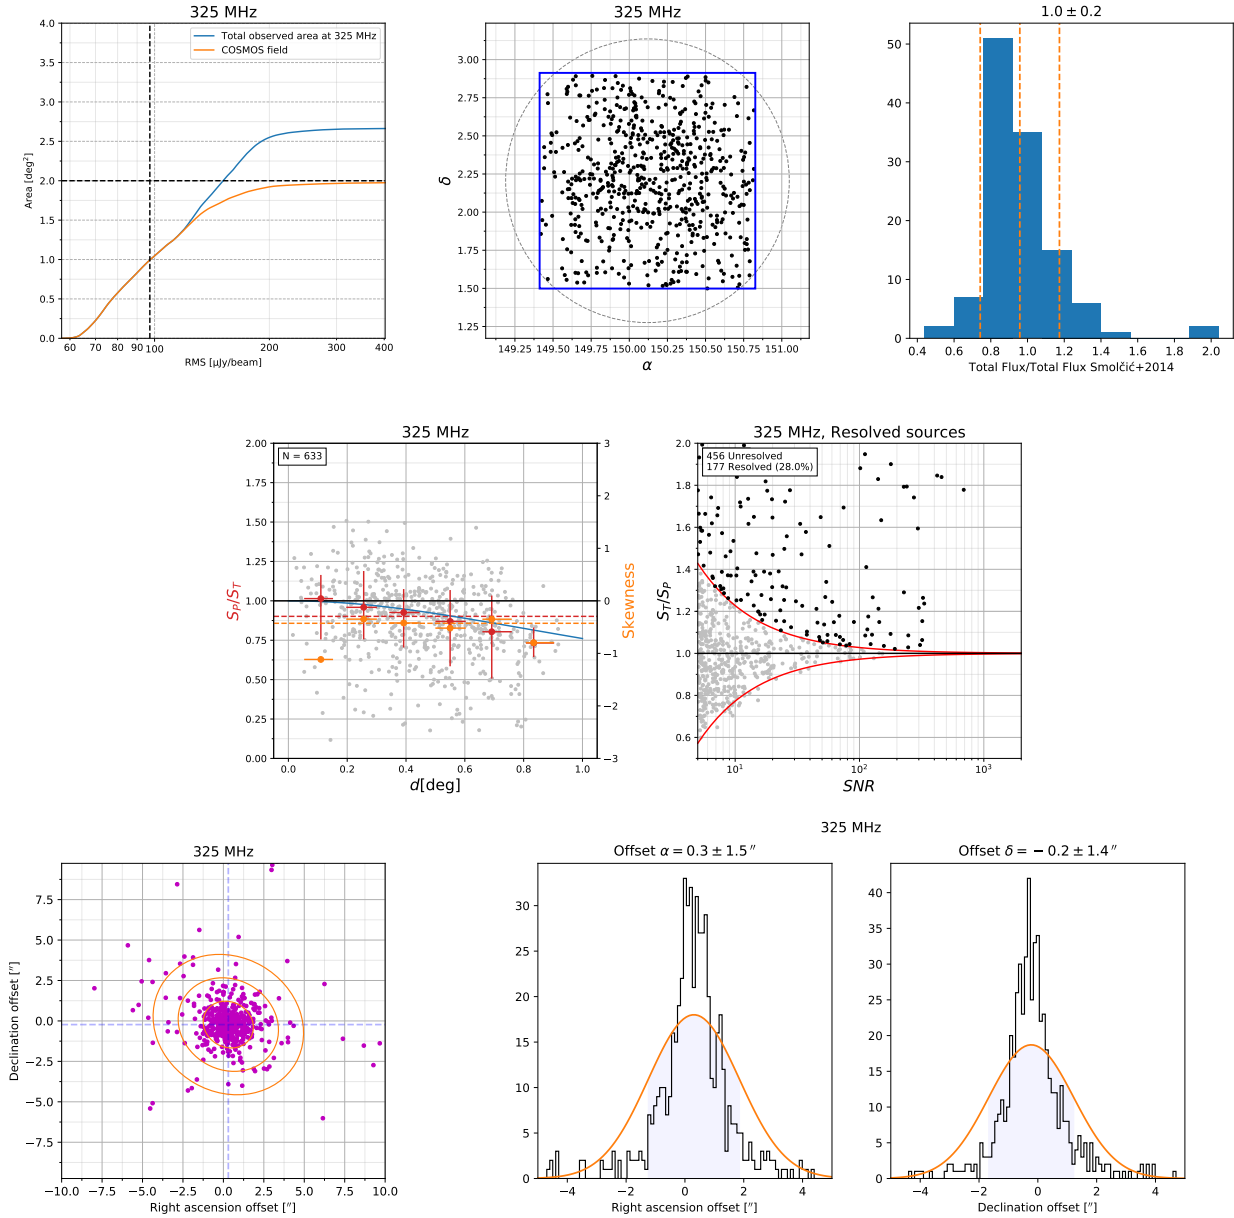 325 MHz
4.0
3.5
3.0
2.5
2.0
1.5
1.0
0.5
0.0
Area [deg²]
Total observed area at 325 MHz
COSMOS field
60 70 80 90 100 200 300 400
RMS [µJy/beam]
325 MHz
3.00
2.75
2.50
2.25
2.00
1.75
1.50
1.25
δ
149.25 149.50 149.75 150.00 150.25 150.50 150.75 151.00
α
1.0 ± 0.2
50
40
30
20
10
0
0.4 0.6 0.8 1.0 1.2 1.4 1.6 1.8 2.0
Total Flux/Total Flux Smolčić+2014
325 MHz
N = 633
2.00
1.75
1.50
1.25
1.00
0.75
0.50
0.25
0.00
S_P/S_T
3
2
1
0
−1
−2
−3
Skewness
0.0 0.2 0.4 0.6 0.8 1.0
d[deg]
325 MHz, Resolved sources
456 Unresolved
177 Resolved (28.0%)
2.0
1.8
1.6
1.4
1.2
1.0
0.8
0.6
S_T/S_P
10¹ 10² 10³
SNR
325 MHz
7.5
5.0
2.5
0.0
−2.5
−5.0
−7.5
Declination offset [″]
−10.0 −7.5 −5.0 −2.5 0.0 2.5 5.0 7.5 10.0
Right ascension offset [″]
325 MHz
Offset α = 0.3 ± 1.5″
30
25
20
15
10
5
0
−4 −2 0 2 4
Right ascension offset [″]
Offset δ = − 0.2 ± 1.4″
40
35
30
25
20
15
10
5
0
−4 −2 0 2 4
Declination offset [″]